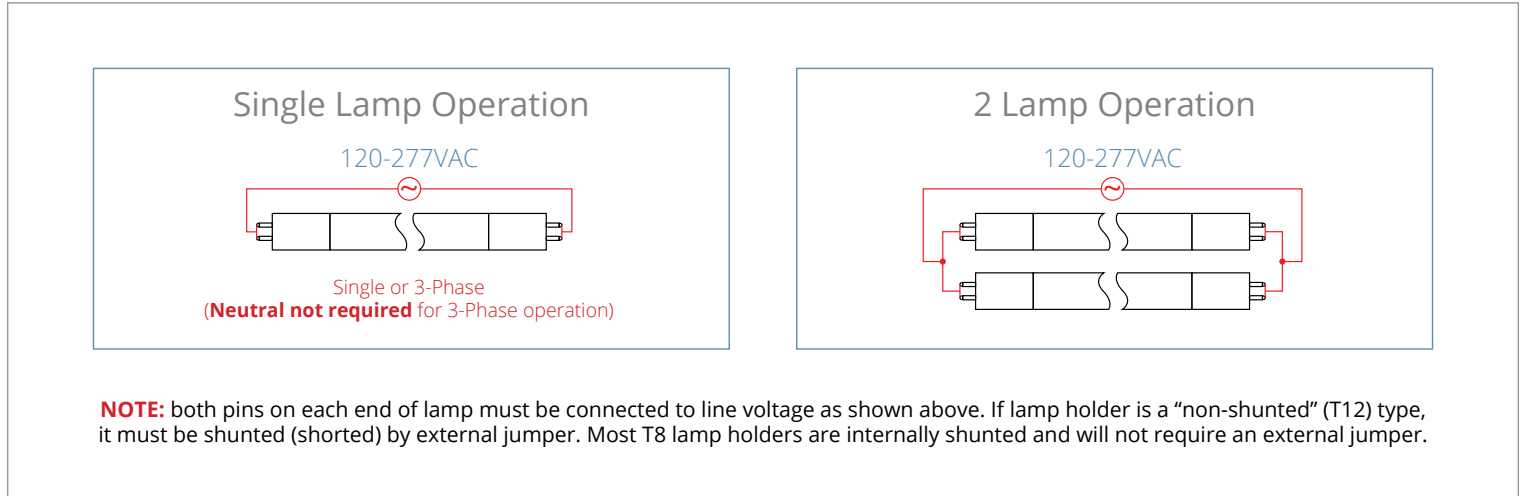 Single Lamp Operation
120-277VAC
Single or 3-Phase
(Neutral not required for 3-Phase operation)
2 Lamp Operation
120-277VAC
NOTE: both pins on each end of lamp must be connected to line voltage as shown above. If lamp holder is a “non-shunted” (T12) type,
it must be shunted (shorted) by external jumper. Most T8 lamp holders are internally shunted and will not require an external jumper.